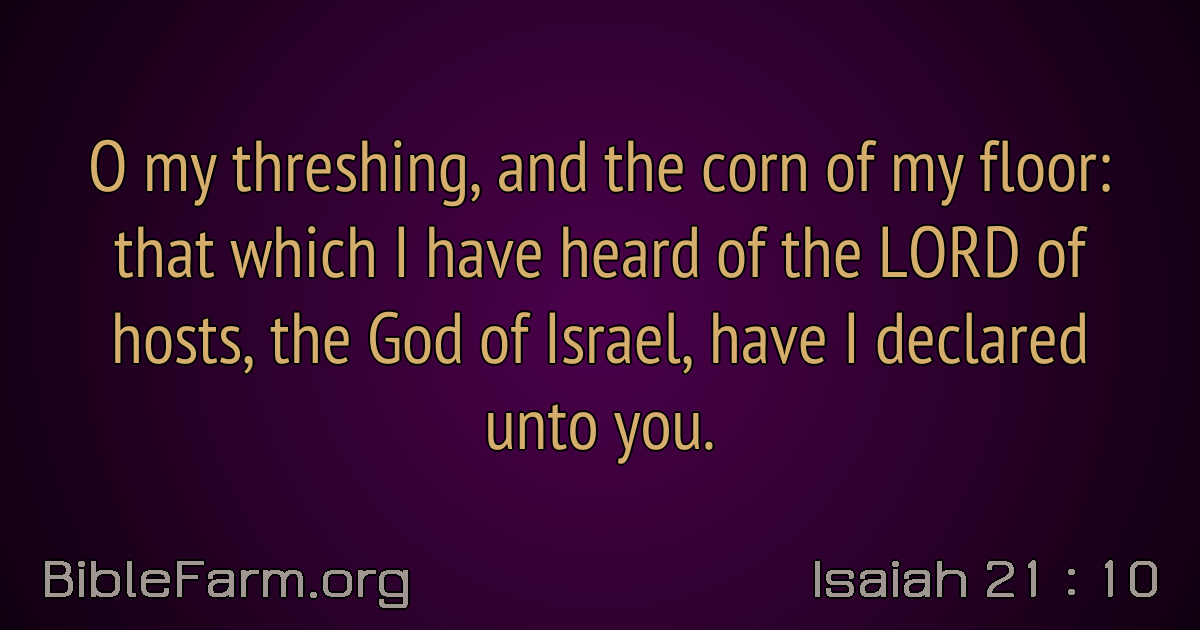 O my threshing, and the corn of my floor:
that which I have heard of the LORD of
hosts, the God of Israel, have I declared
unto you.
BibleFarm.org
Isaiah 21 : 10